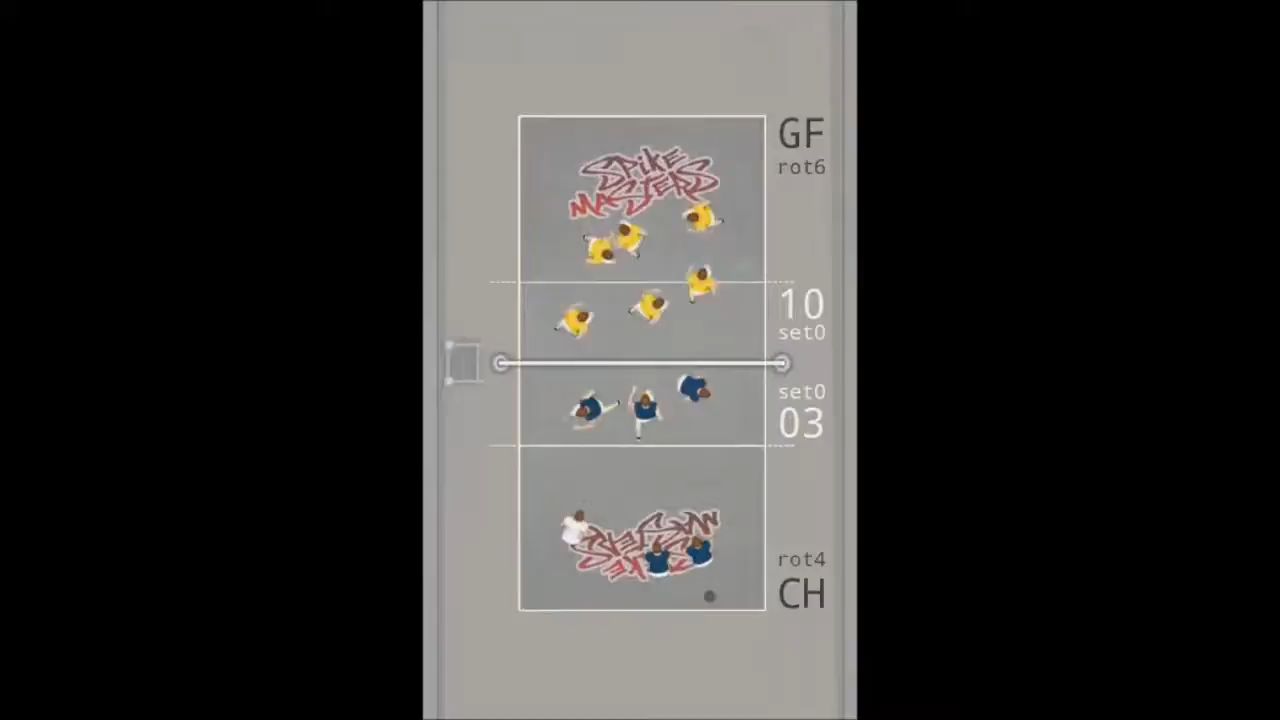 SPIKE
MASTERS
GF
rot6
10
set0
set0
03
SPIKE
MASTERS
rot4
CH